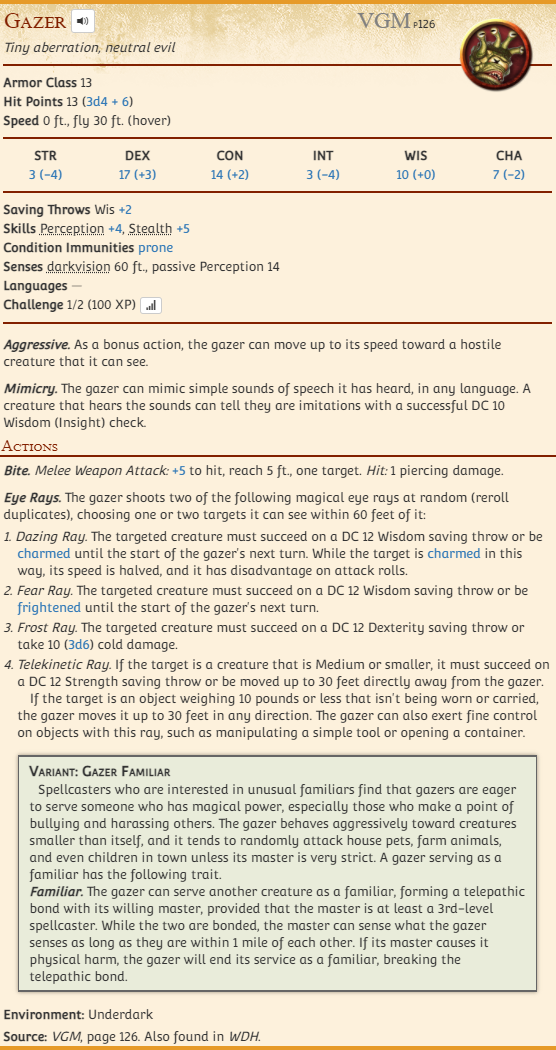 GAZER
VGM P126
Tiny aberration, neutral evil
Armor Class 13
Hit Points 13 (3d4 + 6)
Speed 0 ft., fly 30 ft. (hover)
STR DEX CON INT WIS CHA
3 (−4) 17 (+3) 14 (+2) 3 (−4) 10 (+0) 7 (−2)
Saving Throws Wis +2
Skills Perception +4, Stealth +5
Condition Immunities prone
Senses darkvision 60 ft., passive Perception 14
Languages —
Challenge 1/2 (100 XP)
Aggressive. As a bonus action, the gazer can move up to its speed toward a hostile
creature that it can see.
Mimicry. The gazer can mimic simple sounds of speech it has heard, in any language. A
creature that hears the sounds can tell they are imitations with a successful DC 10
Wisdom (Insight) check.
ACTIONS
Bite. Melee Weapon Attack: +5 to hit, reach 5 ft., one target. Hit: 1 piercing damage.
Eye Rays. The gazer shoots two of the following magical eye rays at random (reroll
duplicates), choosing one or two targets it can see within 60 feet of it:
1. Dazing Ray. The targeted creature must succeed on a DC 12 Wisdom saving throw or be
charmed until the start of the gazer's next turn. While the target is charmed in this
way, its speed is halved, and it has disadvantage on attack rolls.
2. Fear Ray. The targeted creature must succeed on a DC 12 Wisdom saving throw or be
frightened until the start of the gazer's next turn.
3. Frost Ray. The targeted creature must succeed on a DC 12 Dexterity saving throw or
take 10 (3d6) cold damage.
4. Telekinetic Ray. If the target is a creature that is Medium or smaller, it must succeed on
a DC 12 Strength saving throw or be moved up to 30 feet directly away from the gazer.
If the target is an object weighing 10 pounds or less that isn't being worn or carried,
the gazer moves it up to 30 feet in any direction. The gazer can also exert fine control
on objects with this ray, such as manipulating a simple tool or opening a container.
VARIANT: GAZER FAMILIAR
Spellcasters who are interested in unusual familiars find that gazers are eager
to serve someone who has magical power, especially those who make a point of
bullying and harassing others. The gazer behaves aggressively toward creatures
smaller than itself, and it tends to randomly attack house pets, farm animals,
and even children in town unless its master is very strict. A gazer serving as a
familiar has the following trait.
Familiar. The gazer can serve another creature as a familiar, forming a telepathic
bond with its willing master, provided that the master is at least a 3rd-level
spellcaster. While the two are bonded, the master can sense what the gazer
senses as long as they are within 1 mile of each other. If its master causes it
physical harm, the gazer will end its service as a familiar, breaking the
telepathic bond.
Environment: Underdark
Source: VGM, page 126. Also found in WDH.